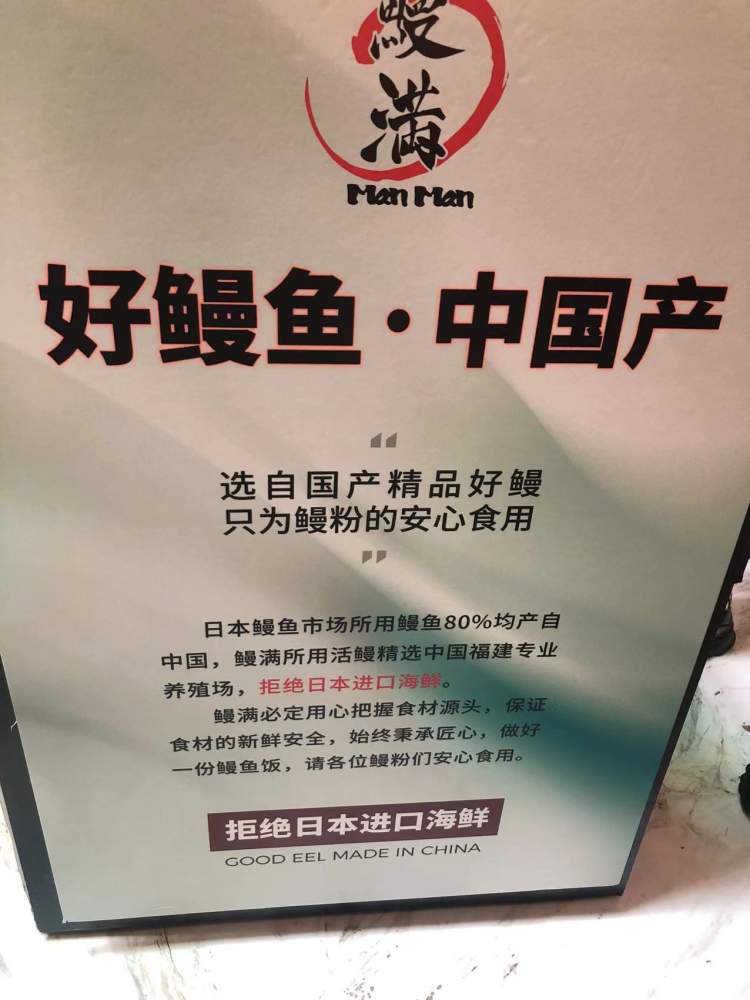 鳗
满
Man Man
好鳗鱼·中国产
“
选自国产精品好鳗
只为鳗粉的安心食用
”
日本鳗鱼市场所用鳗鱼80%均产自
中国，鳗满所用活鳗精选中国福建专业
养殖场，拒绝日本进口海鲜。
鳗满必定用心把握食材源头，保证
食材的新鲜安全，始终秉承匠心，做好
一份鳗鱼饭，请各位鳗粉们安心食用。
拒绝日本进口海鲜
GOOD EEL MADE IN CHINA